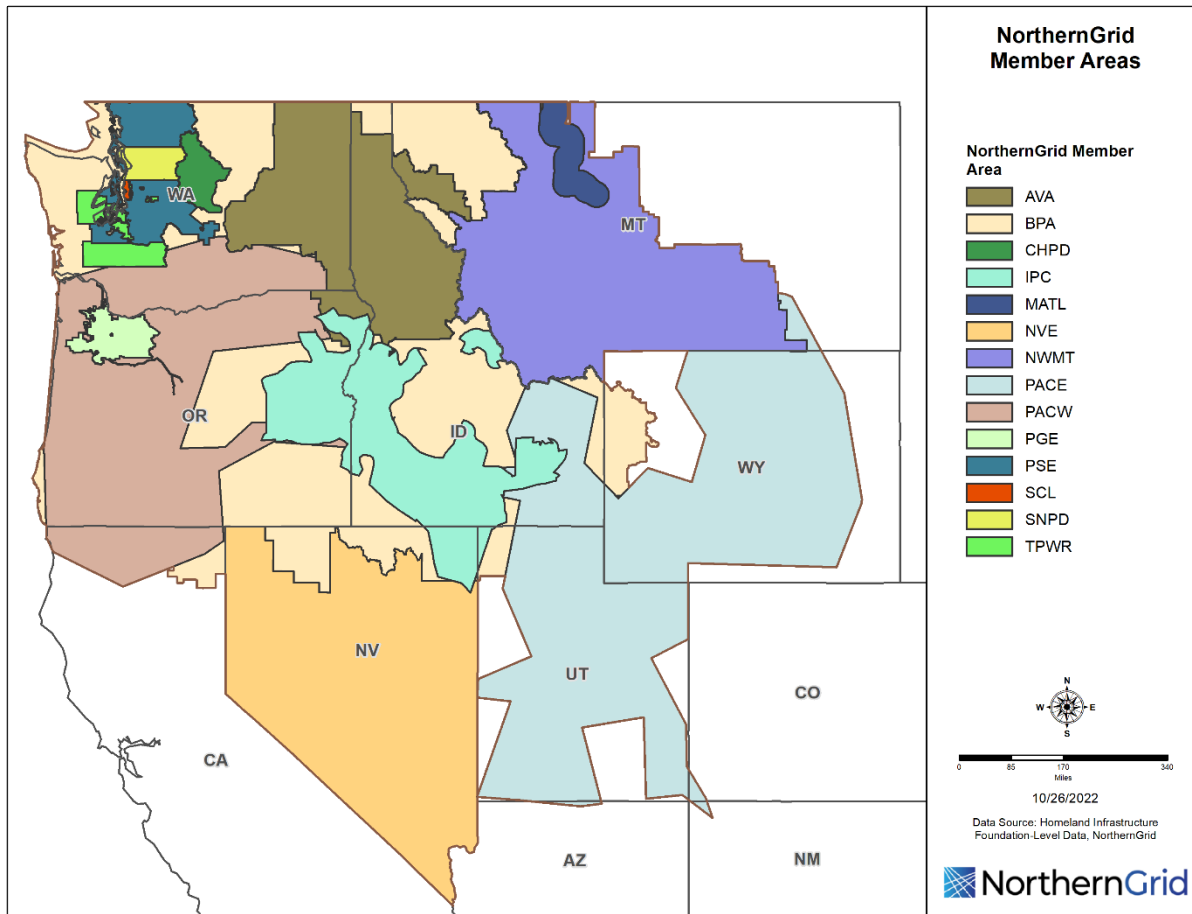 NorthernGrid
Member Areas
NorthernGrid Member
Area
AVA
BPA
CHPD
IPC
MATL
NVE
NWMT
PACE
PACW
PGE
PSE
SCL
SNPD
TPWR
WA
MT
OR
ID
WY
NV
UT
CO
CA
AZ
NM
N
W E
S
0 85 170 340
Miles
10/26/2022
Data Source: Homeland Infrastructure
Foundation-Level Data, NorthernGrid
NorthernGrid